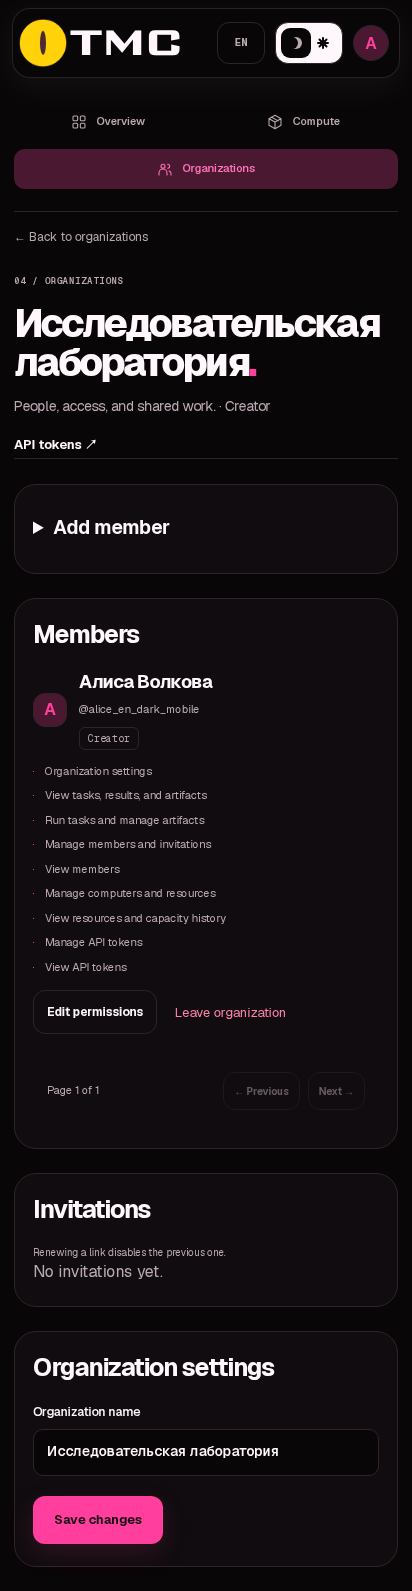 TMC
EN
A
Overview
Compute
Organizations
← Back to organizations
04 / ORGANIZATIONS
Исследовательская
лаборатория.
People, access, and shared work. · Creator
API tokens ↗
▶ Add member
Members
Алиса Волкова
A
@alice_en_dark_mobile
Creator
· Organization settings
· View tasks, results, and artifacts
· Run tasks and manage artifacts
· Manage members and invitations
· View members
· Manage computers and resources
· View resources and capacity history
· Manage API tokens
· View API tokens
Edit permissions
Leave organization
Page 1 of 1
← Previous
Next →
Invitations
Renewing a link disables the previous one.
No invitations yet.
Organization settings
Organization name
Исследовательская лаборатория
Save changes